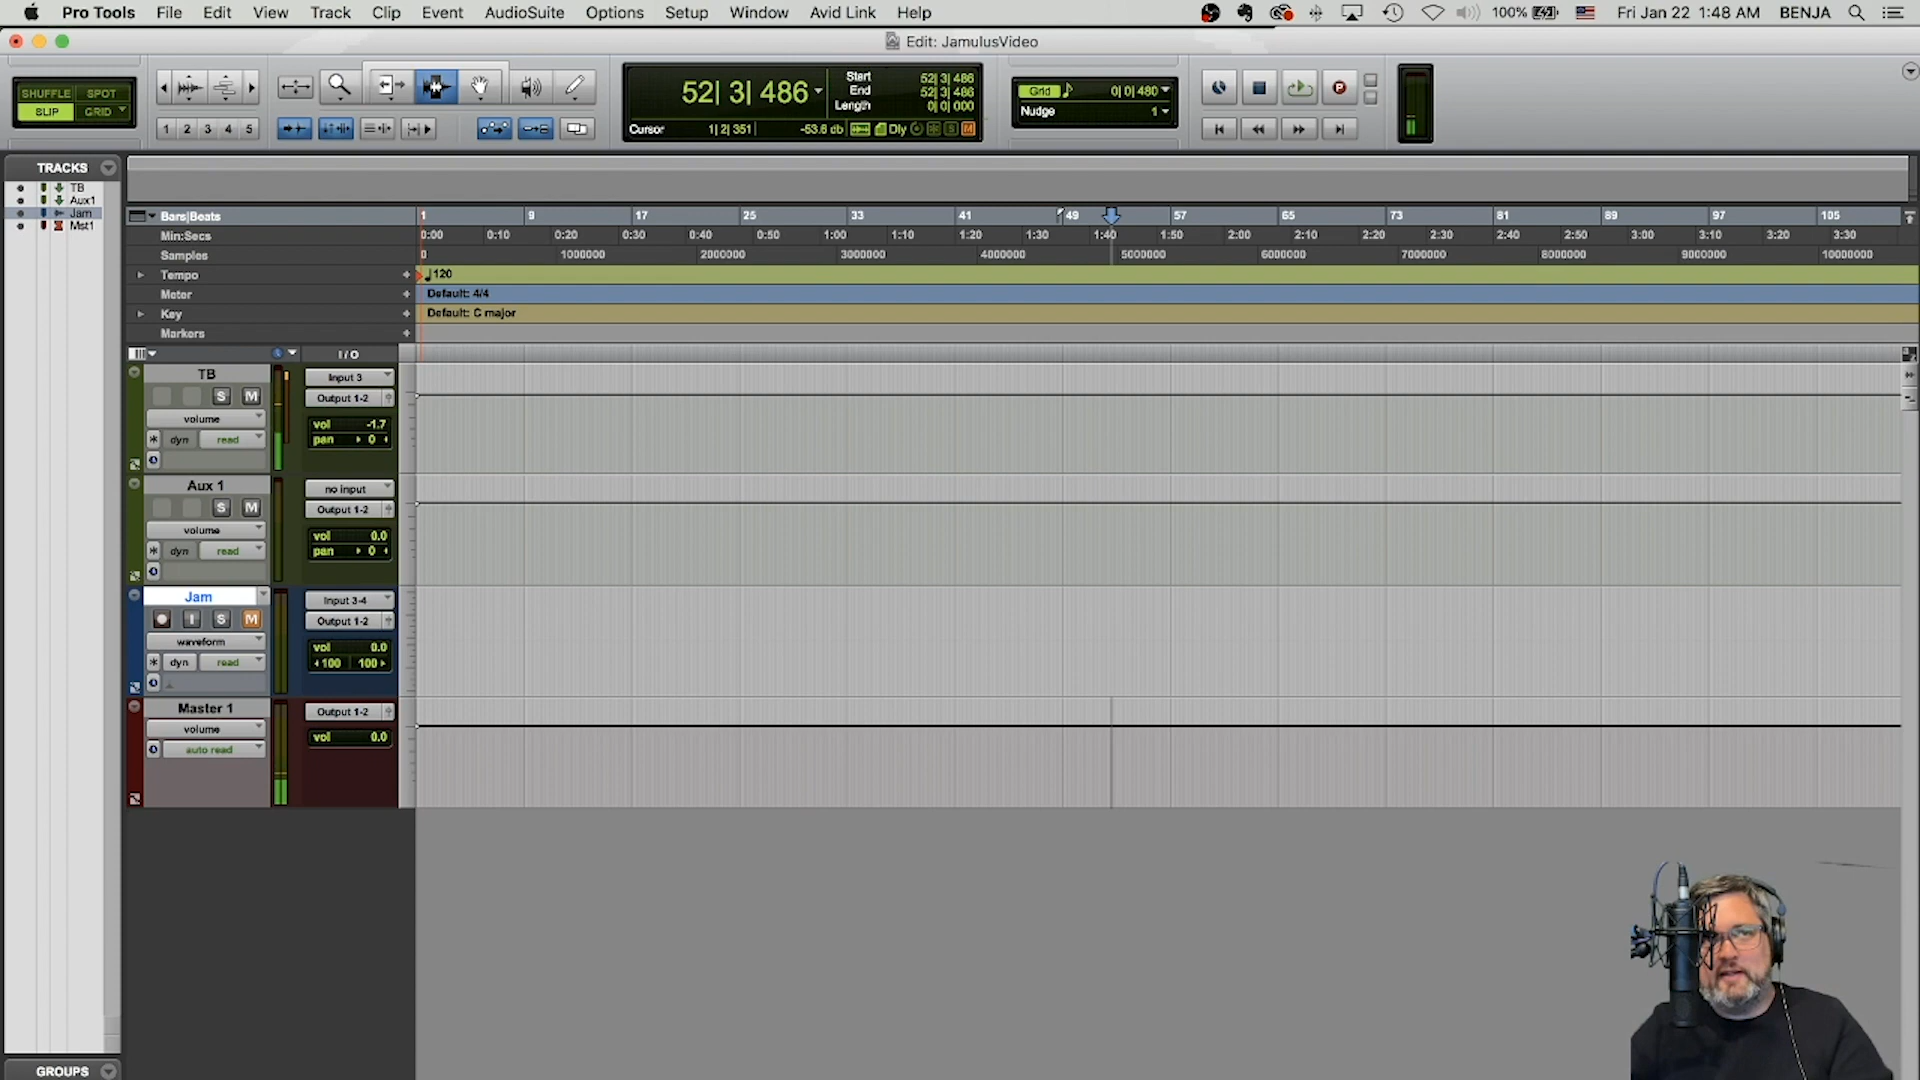 Pro Tools File Edit View Track Clip Event AudioSuite Options Setup Window Avid Link Help 100% Fri Jan 22 1:48 AM BENJA
Edit: JamulusVideo
SHUFFLE SPOT
SLIP GRID
1 2 3 4 5
52| 3| 486
Start 52| 3| 486
End 52| 3| 486
Length 0| 0| 000
Cursor 1| 2| 351 -53.6 db Dly
Grid 0| 0| 480
Nudge 1
TRACKS
TB
Aux1
Jam
Mst1
Bars|Beats 1 9 17 25 33 41 49 57 65 73 81 89 97 105
Min:Secs 0:00 0:10 0:20 0:30 0:40 0:50 1:00 1:10 1:20 1:30 1:40 1:50 2:00 2:10 2:20 2:30 2:40 2:50 3:00 3:10 3:20 3:30
Samples 0 1000000 2000000 3000000 4000000 5000000 6000000 7000000 8000000 9000000 10000000
Tempo 120
Meter Default: 4/4
Key Default: C major
Markers
I/O
TB Input 3
S M Output 1-2
volume vol -1.7
dyn read pan 0
Aux 1 no input
S M Output 1-2
volume vol 0.0
dyn read pan 0
Jam Input 3-4
I S M Output 1-2
waveform vol 0.0
dyn read 100 100
Master 1 Output 1-2
volume vol 0.0
auto read
GROUPS